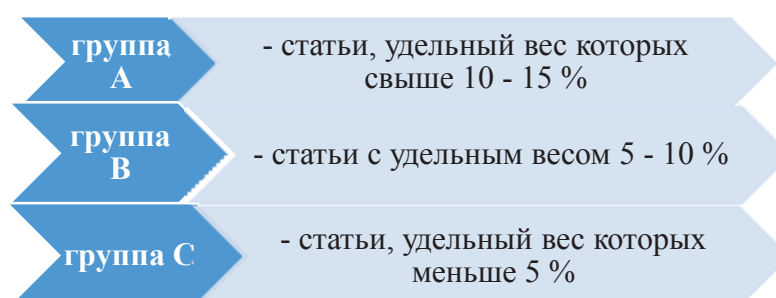 группа
А
- статьи, удельный вес которых
свыше 10 - 15 %
группа
В
- статьи с удельным весом 5 - 10 %
группа С
- статьи, удельный вес которых
меньше 5 %